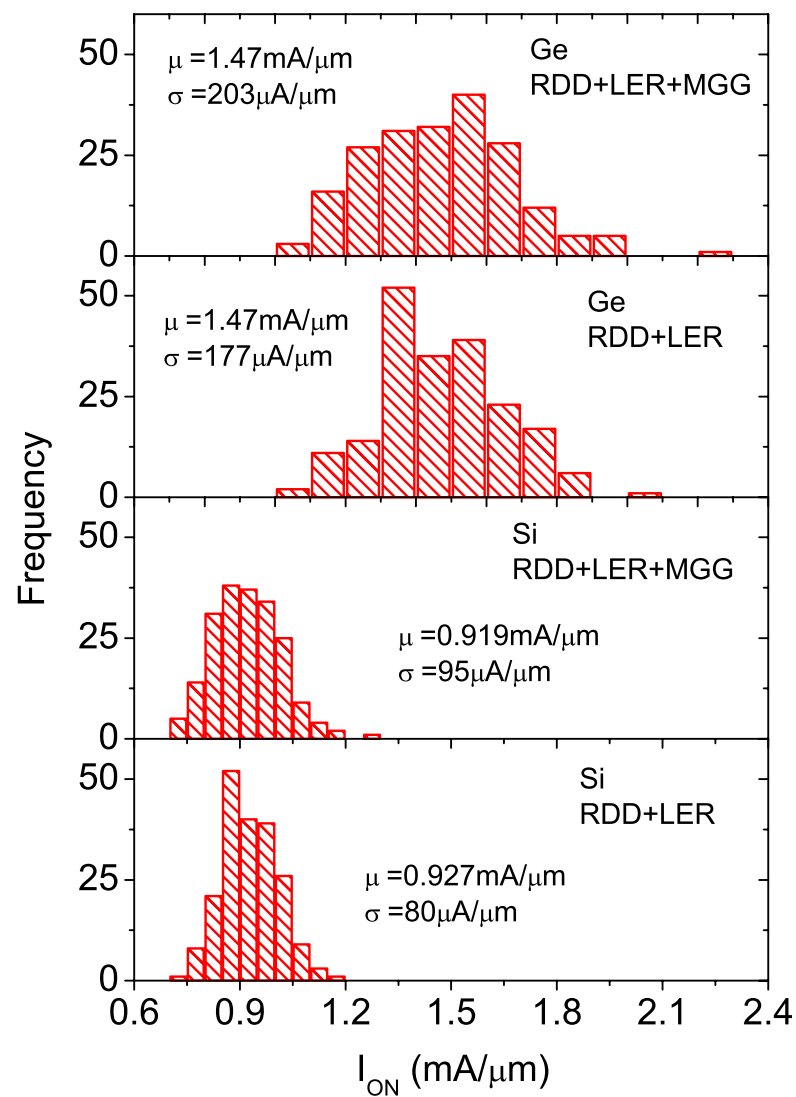 Frequency
50
25
0
μ =1.47mA/μm
σ =203μA/μm
Ge
RDD+LER+MGG
50
25
0
μ =1.47mA/μm
σ =177μA/μm
Ge
RDD+LER
50
25
0
Si
RDD+LER+MGG
μ =0.919mA/μm
σ =95μA/μm
50
25
0
Si
RDD+LER
μ =0.927mA/μm
σ =80μA/μm
0.6 0.9 1.2 1.5 1.8 2.1 2.4
I_ON (mA/μm)